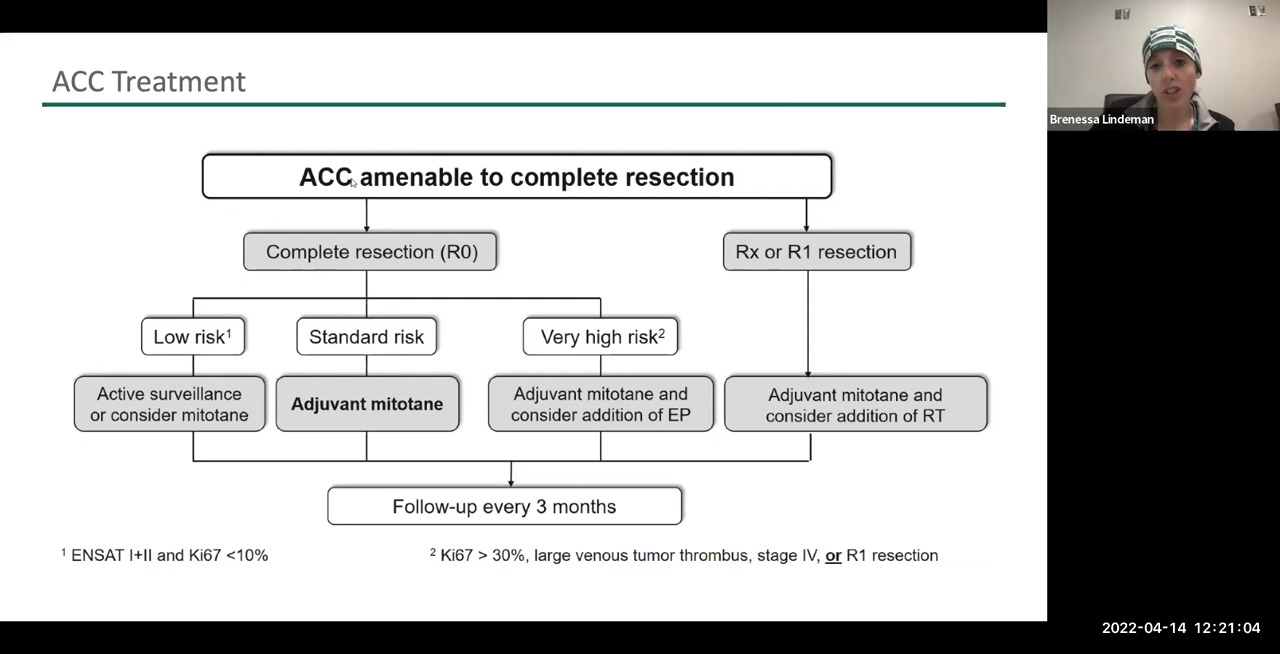 ACC Treatment
Brenessa Lindeman
ACC amenable to complete resection
Complete resection (R0)
Rx or R1 resection
Low risk¹
Standard risk
Very high risk²
Active surveillance
or consider mitotane
Adjuvant mitotane
Adjuvant mitotane and
consider addition of EP
Adjuvant mitotane and
consider addition of RT
Follow-up every 3 months
¹ ENSAT I+II and Ki67 <10%
² Ki67 > 30%, large venous tumor thrombus, stage IV, or R1 resection
2022-04-14 12:21:04